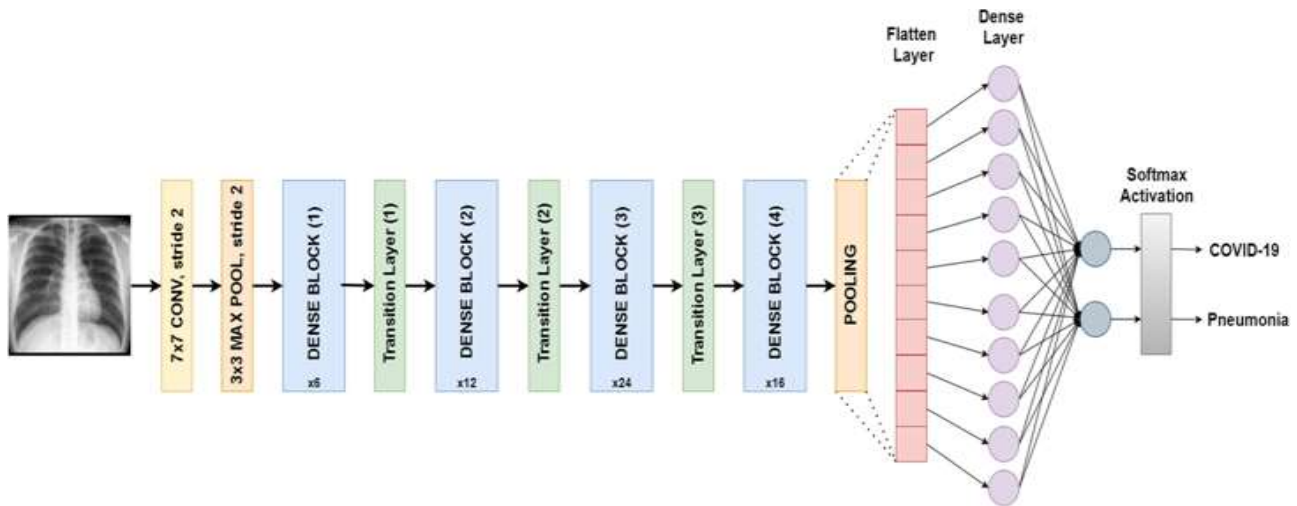 7x7 CONV, stride 2
3x3 MAX POOL, stride 2
DENSE BLOCK (1)
x6
Transition Layer (1)
DENSE BLOCK (2)
x12
Transition Layer (2)
DENSE BLOCK (3)
x24
Transition Layer (3)
DENSE BLOCK (4)
x16
POOLING
Flatten
Layer
Dense
Layer
Softmax
Activation
COVID-19
Pneumonia